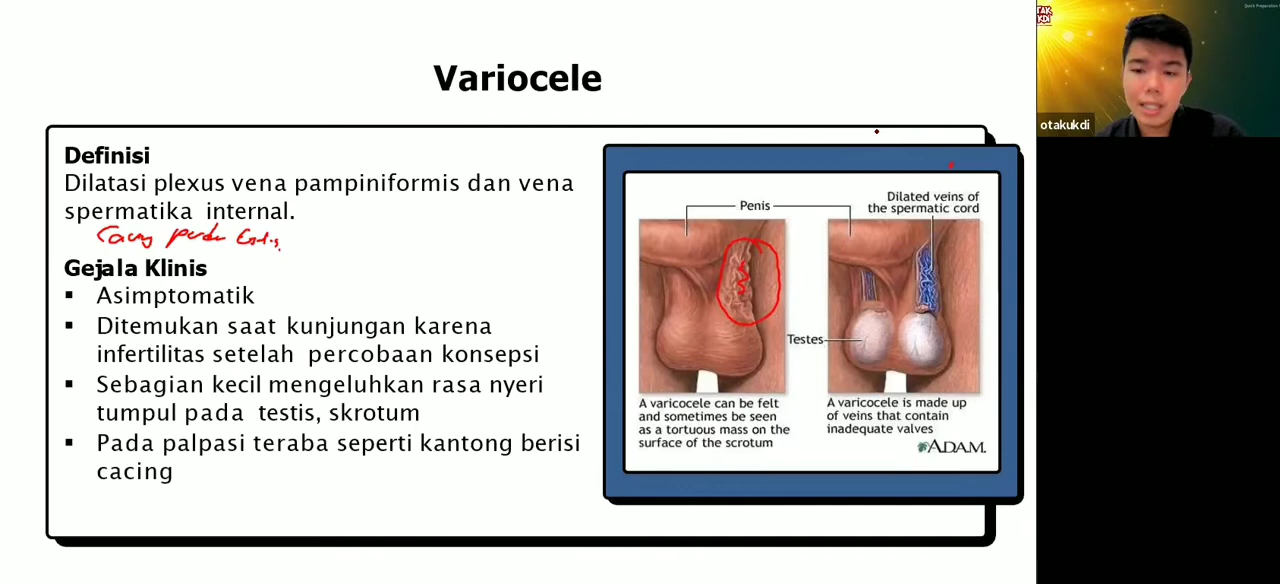 Variocele
Definisi
Dilatasi plexus vena pampiniformis dan vena
spermatika internal.
Gejala Klinis
▪ Asimptomatik
▪ Ditemukan saat kunjungan karena
infertilitas setelah percobaan konsepsi
▪ Sebagian kecil mengeluhkan rasa nyeri
tumpul pada testis, skrotum
▪ Pada palpasi teraba seperti kantong berisi
cacing
Penis
Dilated veins of
the spermatic cord
Testes
A varicocele can be felt
and sometimes be seen
as a tortuous mass on the
surface of the scrotum
A varicocele is made up
of veins that contain
inadequate valves
ADAM.
otakukdi